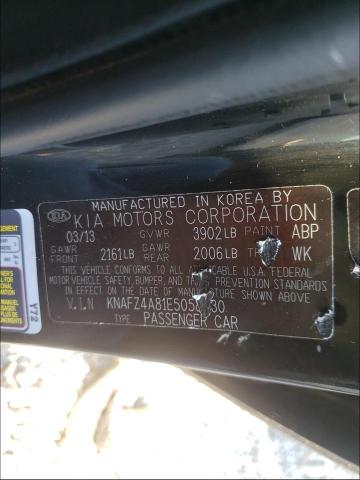 MANUFACTURED IN KOREA BY
KIA KIA MOTORS CORPORATION
03/13 GVWR 3902LB PAINT ABP
GAWR FRONT 2161LB GAWR REAR 2006LB WK
THIS VEHICLE CONFORMS TO ALL APPLICABLE U.S.A. FEDERAL
MOTOR VEHICLE SAFETY, BUMPER, AND THEFT PREVENTION
STANDARDS IN EFFECT ON THE DATE OF MANUFACTURE SHOWN ABOVE.
V.I.N
PASSENGER CAR
Y72